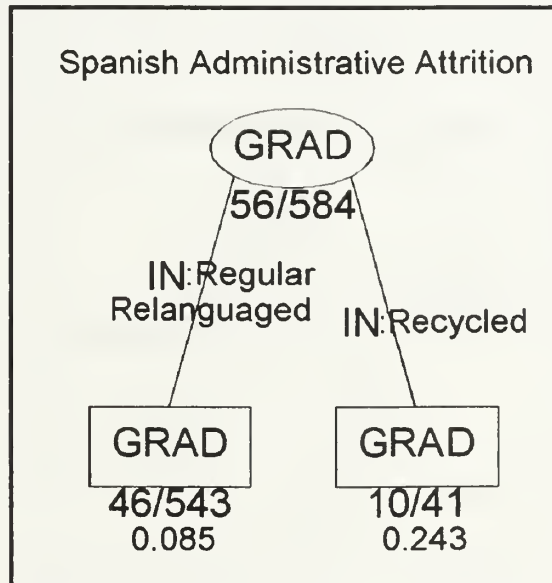 Spanish Administrative Attrition
GRAD
56/584
IN:Regular
Relanguaged
IN:Recycled
GRAD
46/543
0.085
GRAD
10/41
0.243